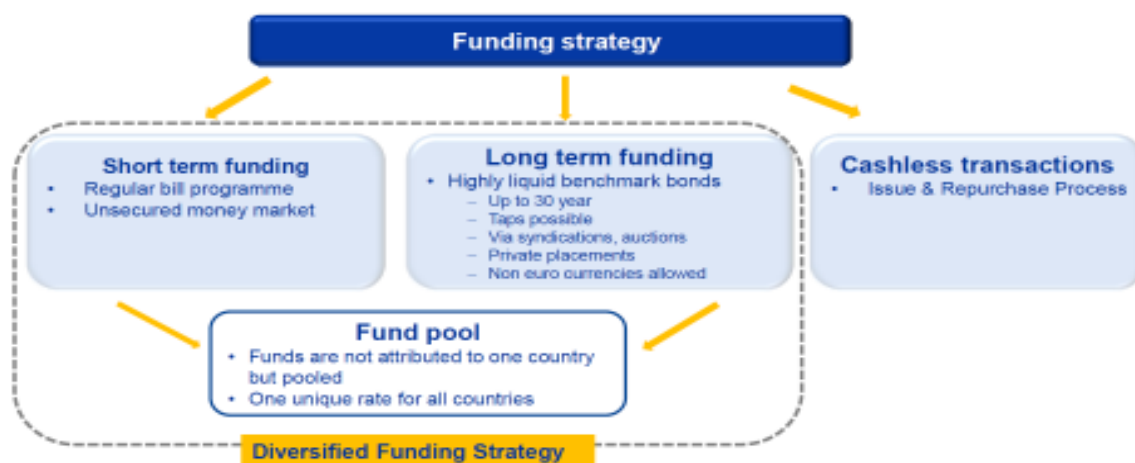 Funding strategy
Short term funding
• Regular bill programme
• Unsecured money market
Long term funding
• Highly liquid benchmark bonds
– Up to 30 year
– Taps possible
– Via syndications, auctions
– Private placements
– Non euro currencies allowed
Cashless transactions
• Issue & Repurchase Process
Fund pool
• Funds are not attributed to one country
but pooled
• One unique rate for all countries
Diversified Funding Strategy